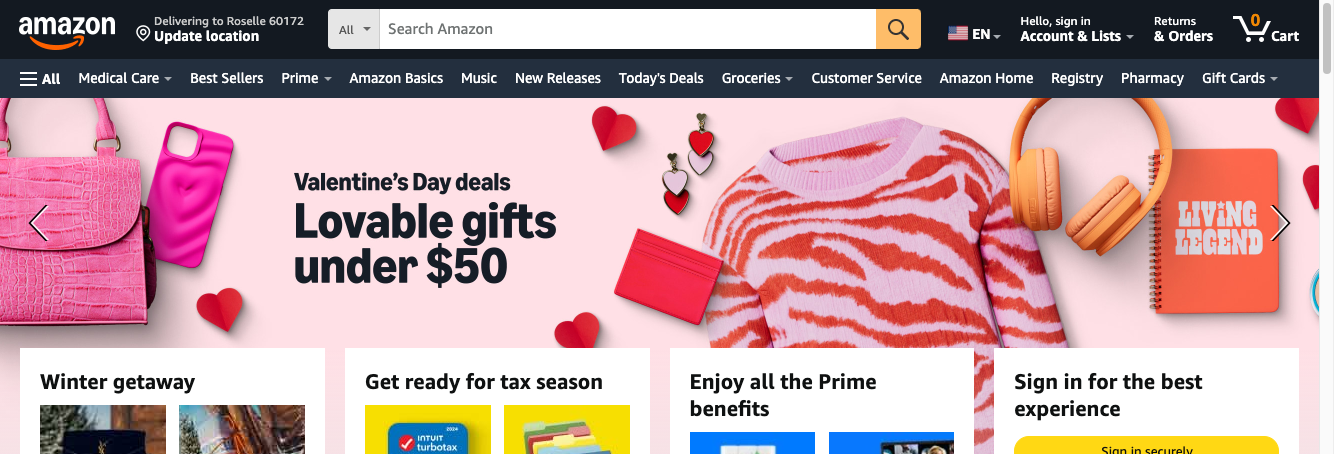 amazon
Delivering to Roselle 60172
Update location
All
Search Amazon
EN
Hello, sign in
Account & Lists
Returns
& Orders
0
Cart
All
Medical Care
Best Sellers
Prime
Amazon Basics
Music
New Releases
Today's Deals
Groceries
Customer Service
Amazon Home
Registry
Pharmacy
Gift Cards
Valentine's Day deals
Lovable gifts
under $50
LIVING
LEGEND
Winter getaway
Get ready for tax season
Enjoy all the Prime
benefits
Sign in for the best
experience
2024
INTUIT
turbotax
Sign in securely